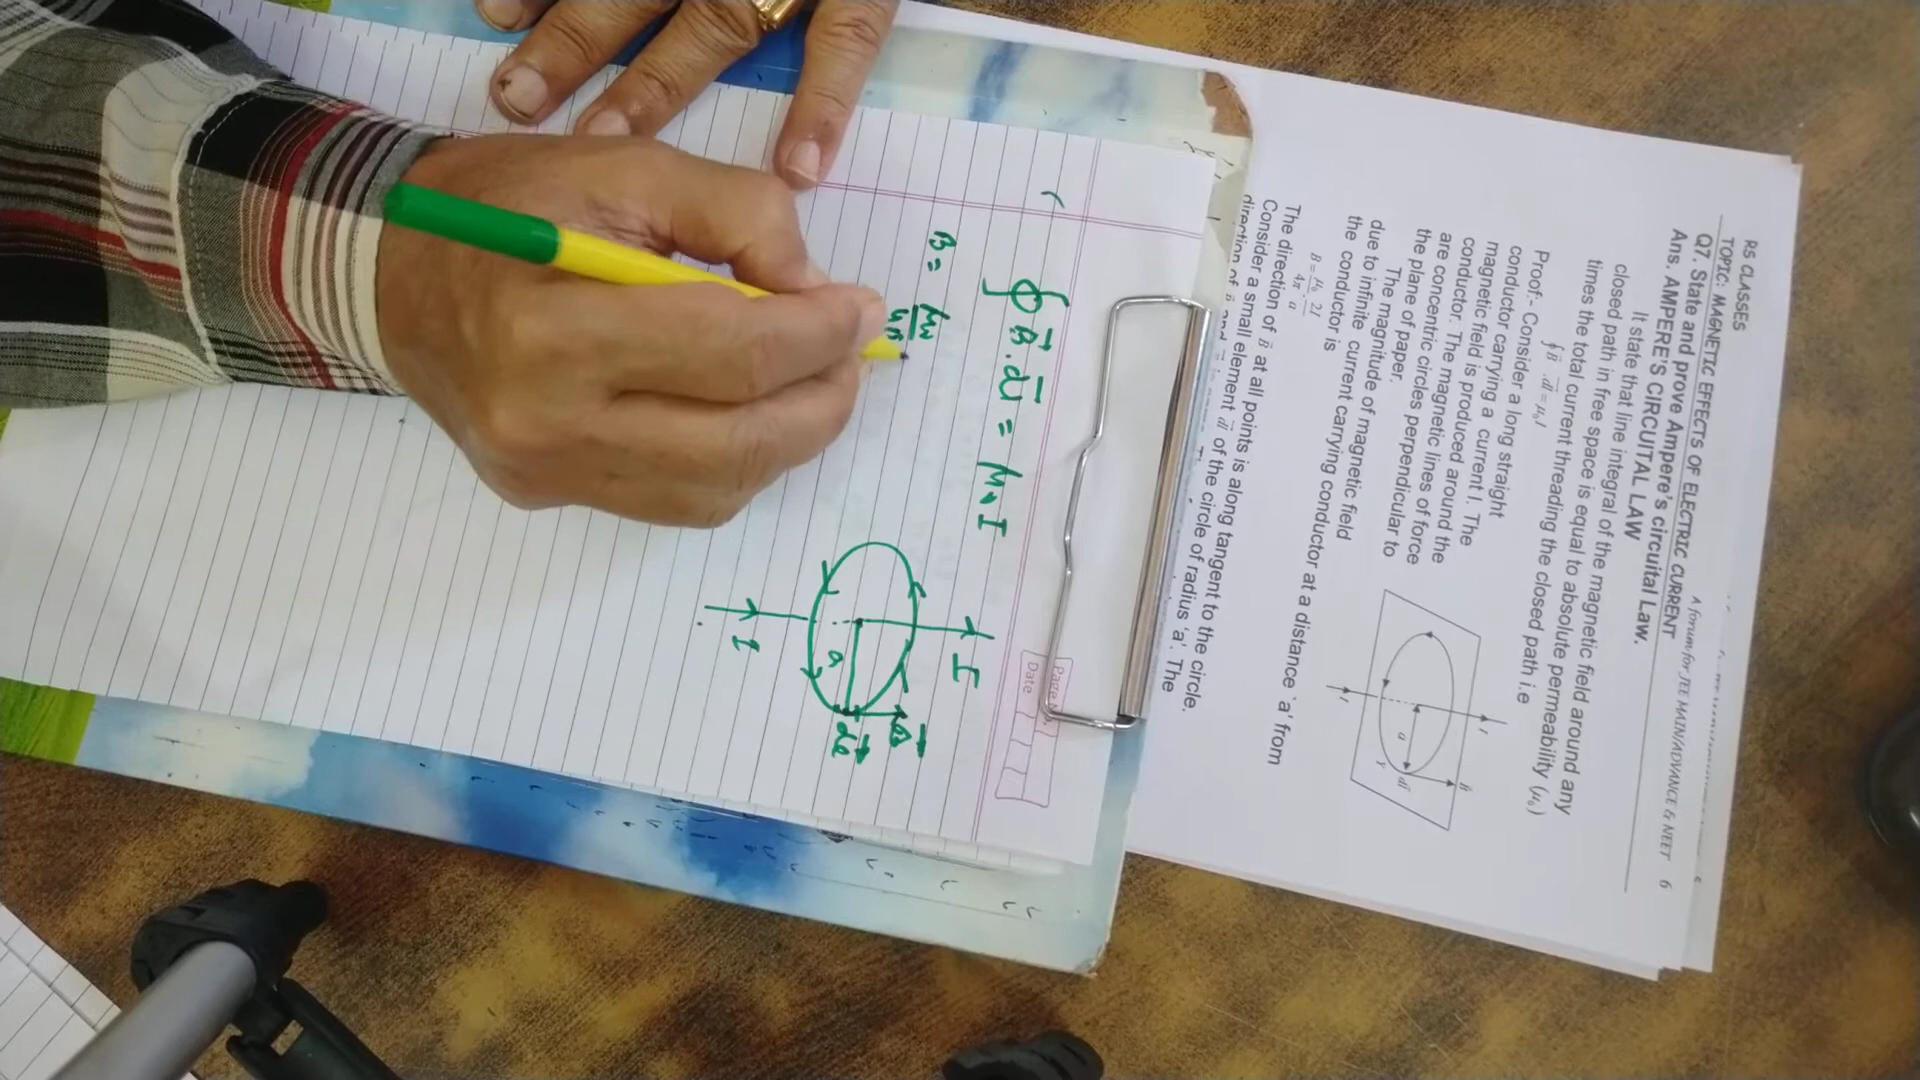 RS CLASSES
A forum for JEE MAIN/ADVANCE & NEET 6
TOPIC: MAGNETIC EFFECTS OF ELECTRIC CURRENT
Q7. State and prove Ampere's circuital Law.
Ans. AMPERE'S CIRCUITAL LAW
It state that line integral of the magnetic field around any
closed path in free space is equal to absolute permeability (μ₀)
times the total current threading the closed path i.e
∮ B⃗ . dl⃗ = μ₀I
Proof:- Consider a long straight
conductor carrying a current I. The
magnetic field is produced around the
conductor. The magnetic lines of force
are concentric circles perpendicular to
the plane of paper.
The magnitude of magnetic field
due to infinite current carrying conductor at a distance 'a' from
the conductor is
B = μ₀/4π · 2I/a
The direction of B⃗ at all points is along tangent to the circle.
Consider a small element dl⃗ of the circle of radius 'a'. The
direction of B⃗ and
I
a
dl⃗
B⃗
r
I
Page No.
Date
∮ B⃗ . dl⃗ = μ₀ I
B = μ₀/4π
I
B⃗
a
dl⃗
I